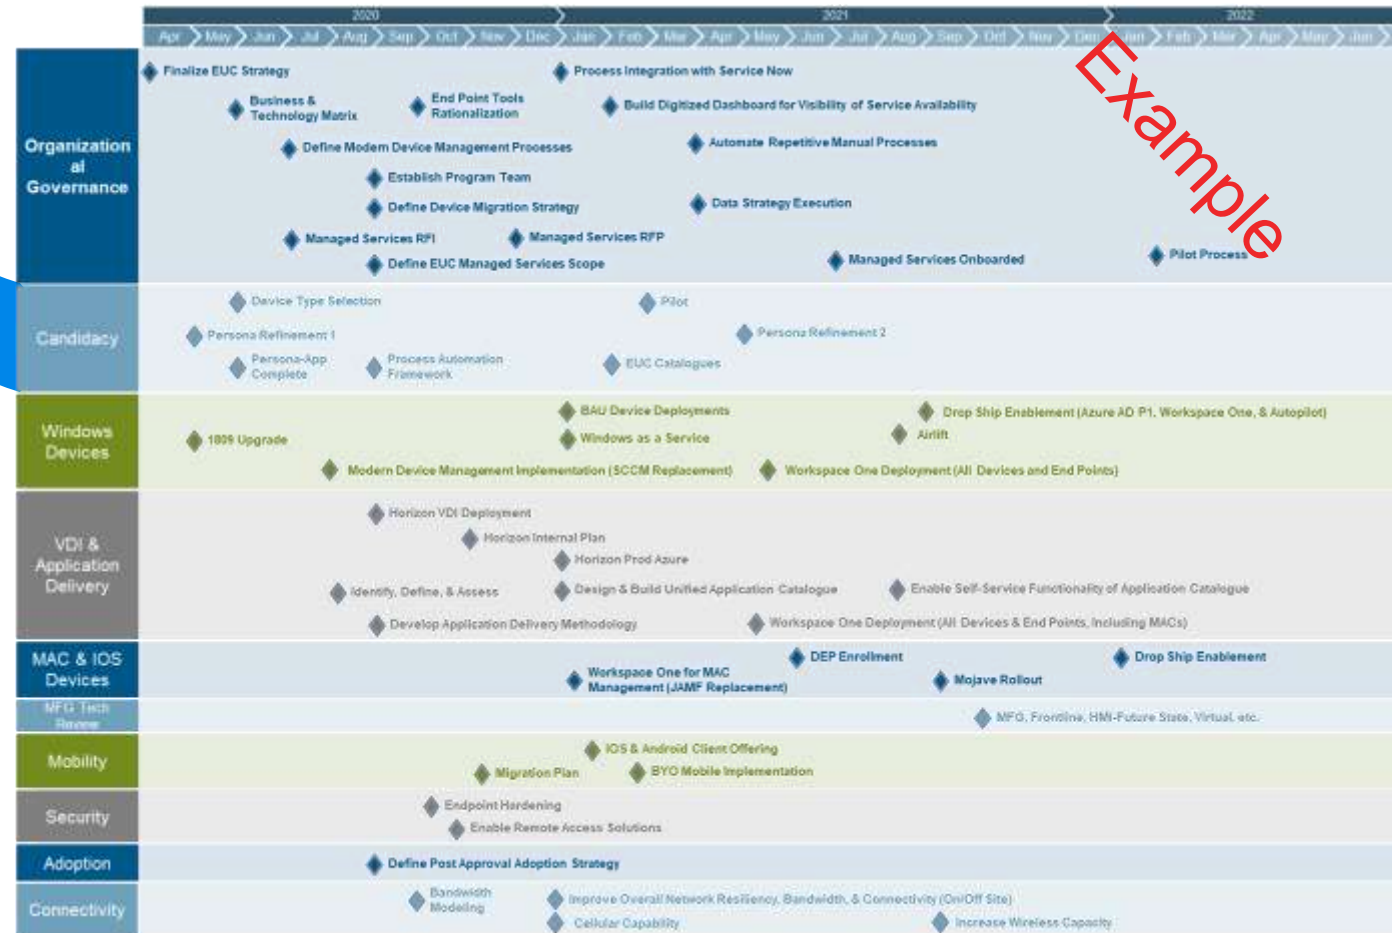 2020
2021
2022
Apr May Jun Jul Aug Sep Oct Nov Dec Jan Feb Mar Apr May Jun Jul Aug Sep Oct Nov Dec Jan Feb Mar Apr May Jun
Example
Organization
al
Governance
Finalize EUC Strategy
Process Integration with Service Now
Business &
Technology Matrix
End Point Tools
Rationalization
Build Digitized Dashboard for Visibility of Service Availability
Define Modern Device Management Processes
Automate Repetitive Manual Processes
Establish Program Team
Define Device Migration Strategy
Data Strategy Execution
Managed Services RFI
Managed Services RFP
Define EUC Managed Services Scope
Managed Services Onboarded
Pilot Process
Candidacy
Device Type Selection
Pilot
Persona Refinement 1
Persona Refinement 2
Persona-App
Complete
Process Automation
Framework
EUC Catalogues
Windows
Devices
BAU Device Deployments
Drop Ship Enablement (Azure AD P1, Workspace One, & Autopilot)
1809 Upgrade
Windows as a Service
Airlift
Modern Device Management Implementation (SCCM Replacement)
Workspace One Deployment (All Devices and End Points)
VDI &
Application
Delivery
Horizon VDI Deployment
Horizon Internal Plan
Horizon Prod Azure
Identify, Define, & Assess
Design & Build Unified Application Catalogue
Enable Self-Service Functionality of Application Catalogue
Develop Application Delivery Methodology
Workspace One Deployment (All Devices & End Points, Including MACs)
MAC & IOS
Devices
DEP Enrollment
Drop Ship Enablement
Workspace One for MAC
Management (JAMF Replacement)
Mojave Rollout
MFG Tech
Review
MFG, Frontline, HMI-Future State, Virtual, etc.
Mobility
IOS & Android Client Offering
Migration Plan
BYO Mobile Implementation
Security
Endpoint Hardening
Enable Remote Access Solutions
Adoption
Define Post Approval Adoption Strategy
Connectivity
Bandwidth
Modeling
Improve Overall Network Resiliency, Bandwidth, & Connectivity (On/Off Site)
Cellular Capability
Increase Wireless Capacity